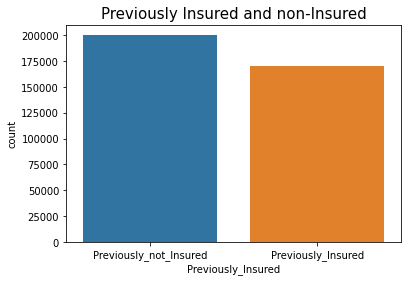 Previously Insured and non-Insured
200000
175000
150000
125000
100000
75000
50000
25000
0
count
Previously_not_Insured
Previously_Insured
Previously_Insured